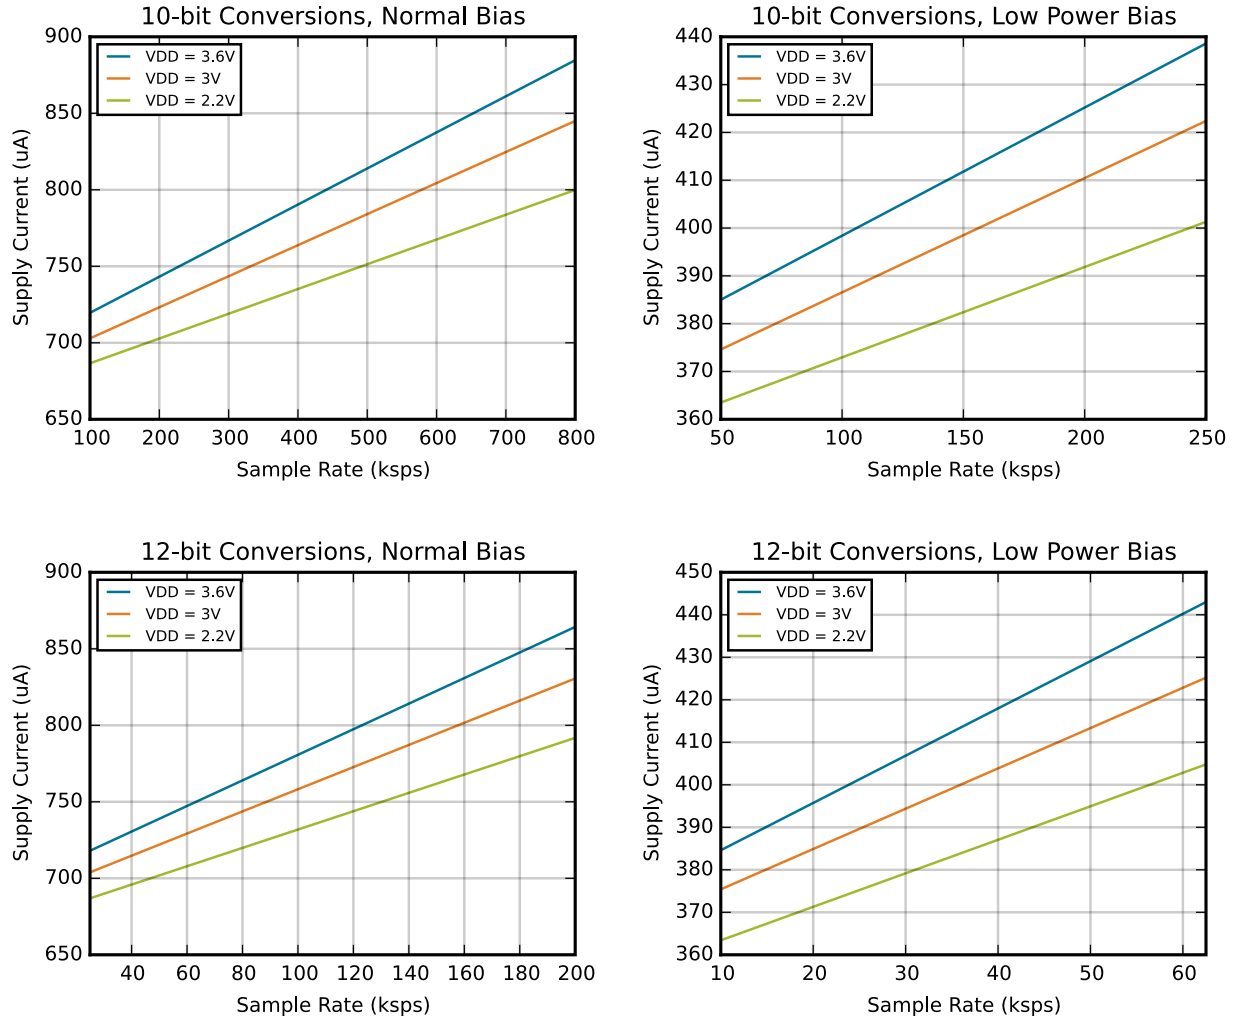 10-bit Conversions, Normal Bias
900
850
800
750
700
650
VDD = 3.6V
VDD = 3V
VDD = 2.2V
Supply Current (uA)
100 200 300 400 500 600 700 800
Sample Rate (ksps)
10-bit Conversions, Low Power Bias
440
430
420
410
400
390
380
370
360
VDD = 3.6V
VDD = 3V
VDD = 2.2V
Supply Current (uA)
50 100 150 200 250
Sample Rate (ksps)
12-bit Conversions, Normal Bias
900
850
800
750
700
650
VDD = 3.6V
VDD = 3V
VDD = 2.2V
Supply Current (uA)
40 60 80 100 120 140 160 180 200
Sample Rate (ksps)
12-bit Conversions, Low Power Bias
450
440
430
420
410
400
390
380
370
360
VDD = 3.6V
VDD = 3V
VDD = 2.2V
Supply Current (uA)
10 20 30 40 50 60
Sample Rate (ksps)